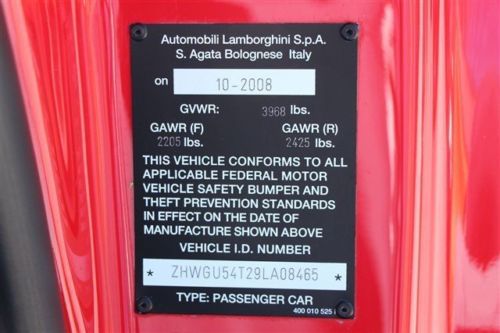 Automobili Lamborghini S.p.A.
S. Agata Bolognese Italy
on 10-2008
GVWR: 3968 lbs.
GAWR (F) GAWR (R)
2205 lbs. 2425 lbs.
THIS VEHICLE CONFORMS TO ALL
APPLICABLE FEDERAL MOTOR
VEHICLE SAFETY BUMPER AND
THEFT PREVENTION STANDARDS
IN EFFECT ON THE DATE OF
MANUFACTURE SHOWN ABOVE
VEHICLE I.D. NUMBER
* ZHWGU54T29LA08465 *
TYPE: PASSENGER CAR
400 010 525